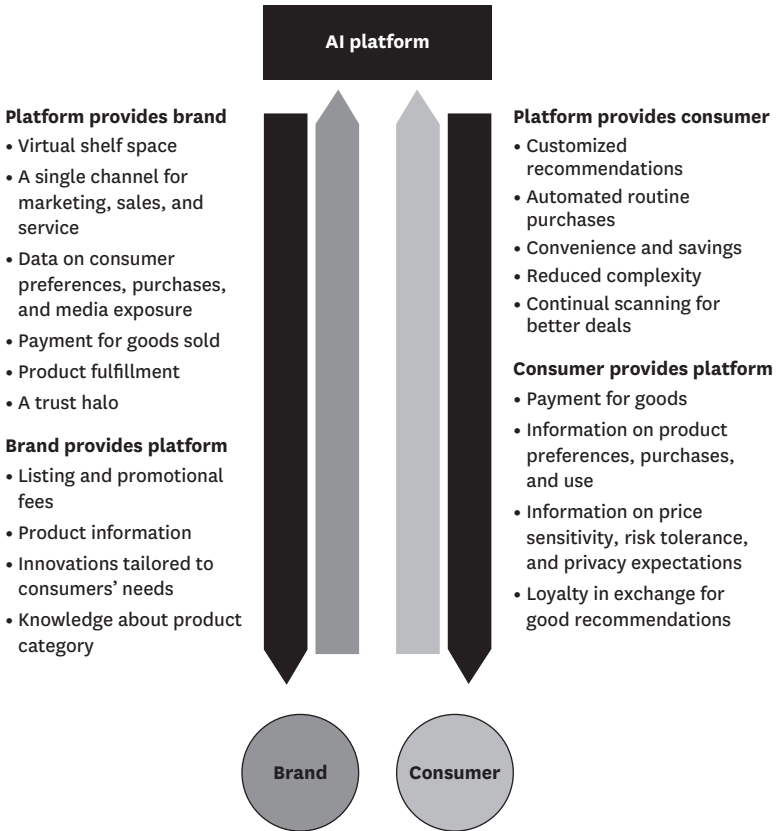 AI platform
Platform provides brand
• Virtual shelf space
• A single channel for
marketing, sales, and
service
• Data on consumer
preferences, purchases,
and media exposure
• Payment for goods sold
• Product fulfillment
• A trust halo
Brand provides platform
• Listing and promotional
fees
• Product information
• Innovations tailored to
consumers’ needs
• Knowledge about product
category
Platform provides consumer
• Customized
recommendations
• Automated routine
purchases
• Convenience and savings
• Reduced complexity
• Continual scanning for
better deals
Consumer provides platform
• Payment for goods
• Information on product
preferences, purchases,
and use
• Information on price
sensitivity, risk tolerance,
and privacy expectations
• Loyalty in exchange for
good recommendations
Brand
Consumer